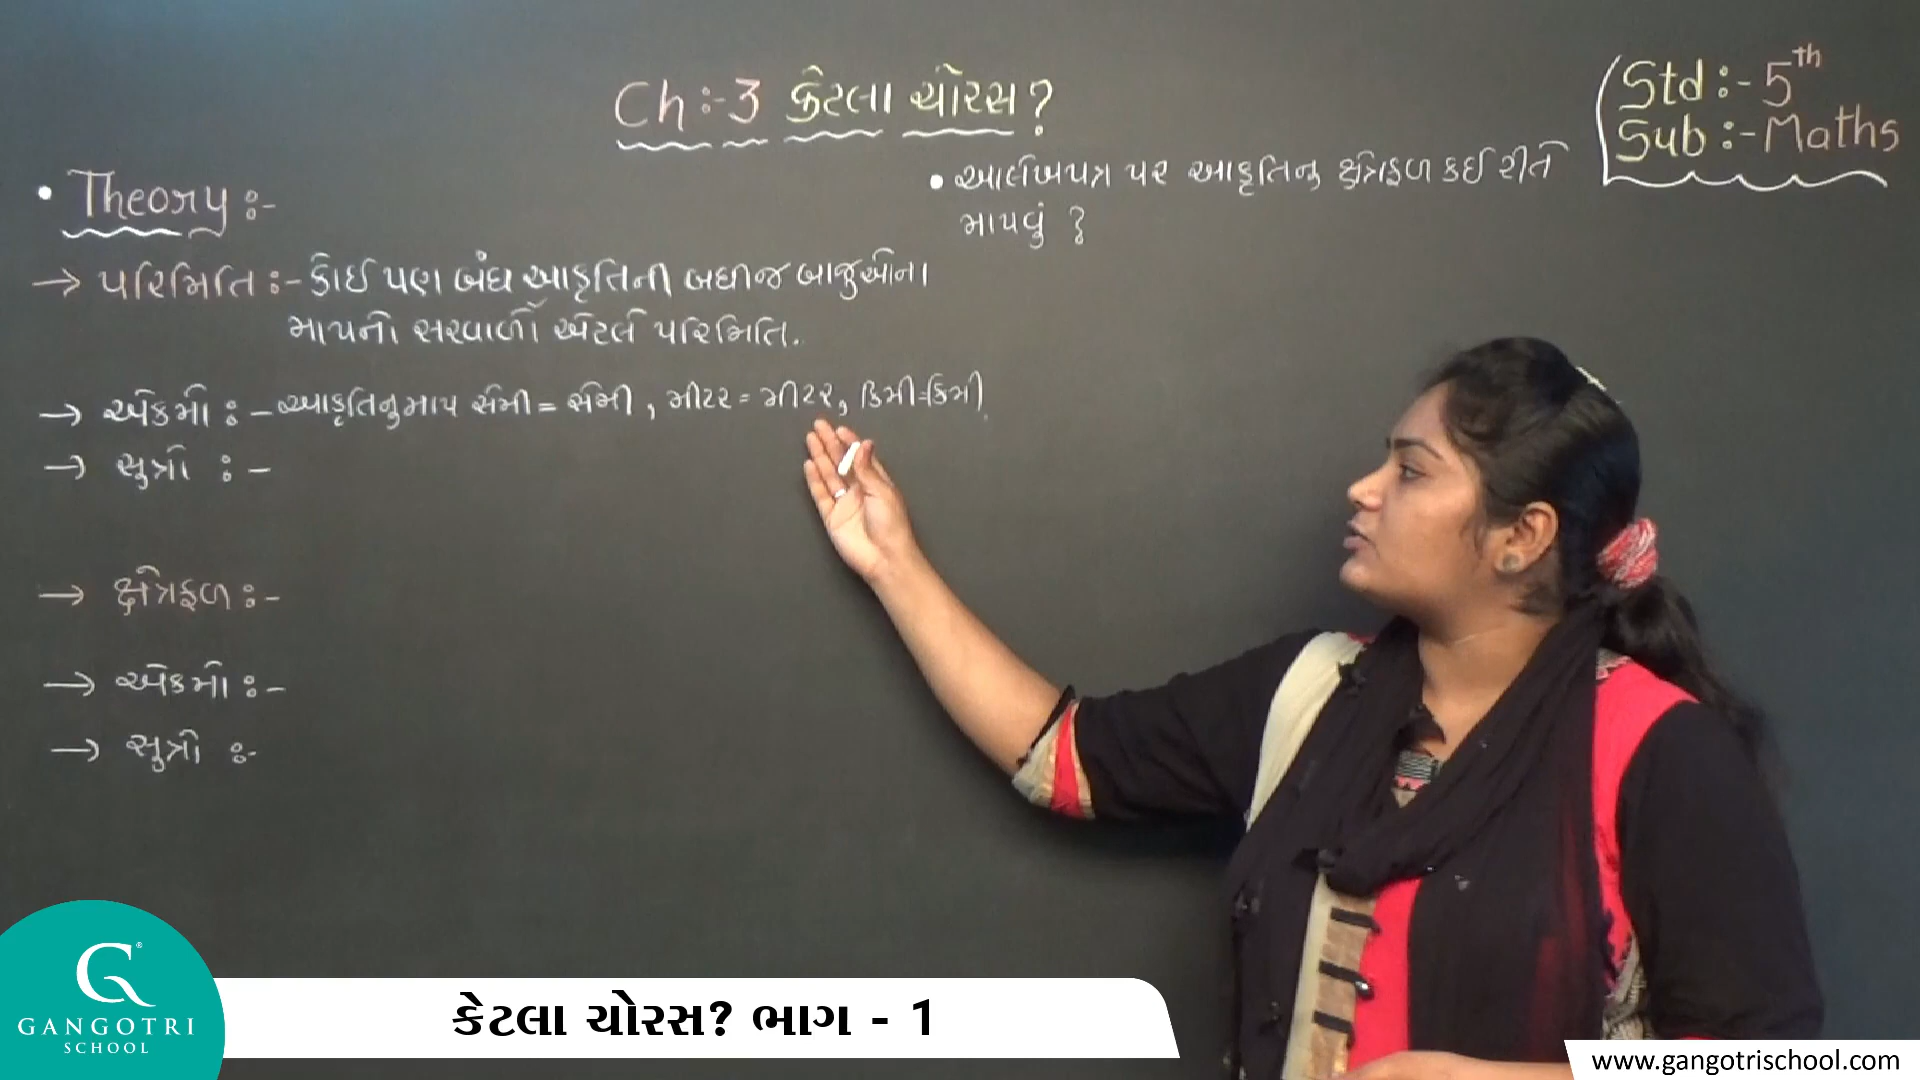 Ch:-3 કેટલા ચોરસ?
Std:-5th
Sub:-Maths
• Theory:-
→ પરિમિતિ:- કોઈ પણ બંધ આકૃતિની બધીજ બાજુઓના
માપનો સરવાળો એટલે પરિમિતિ.
→ એકમો:- આકૃતિનુ માપ સેમી = સેમી, મીટર = મીટર, કિમી=કિમી
→ સુત્રો :-
→ ક્ષેત્રફળ:-
→ એકમો:-
→ સુત્રો :-
• આલેખપત્ર પર આકૃતિનુ ક્ષેત્રફળ કઈ રીતે
માપવું ?
G®
GANGOTRI
SCHOOL
કેટલા ચોરસ? ભાગ - 1
www.gangotrischool.com